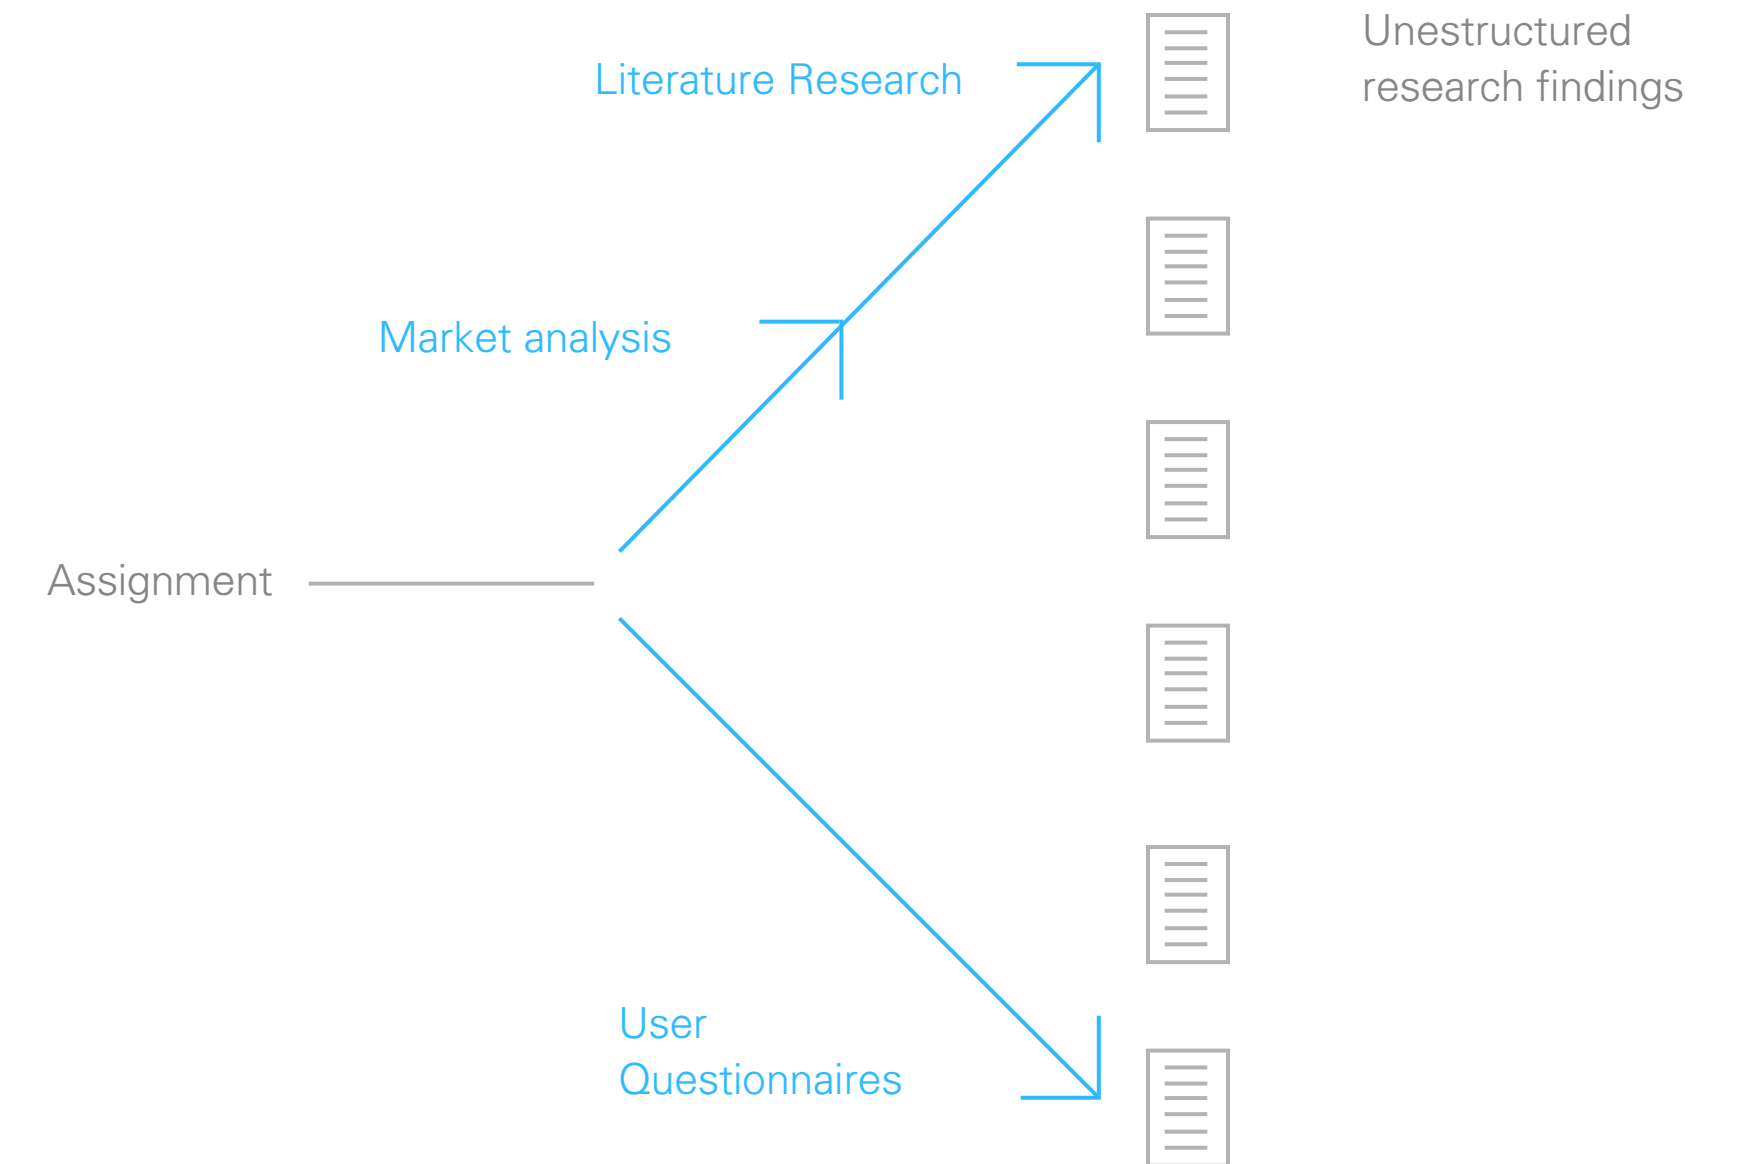 Unestructured
research findings
Literature Research
Market analysis
Assignment
User
Questionnaires